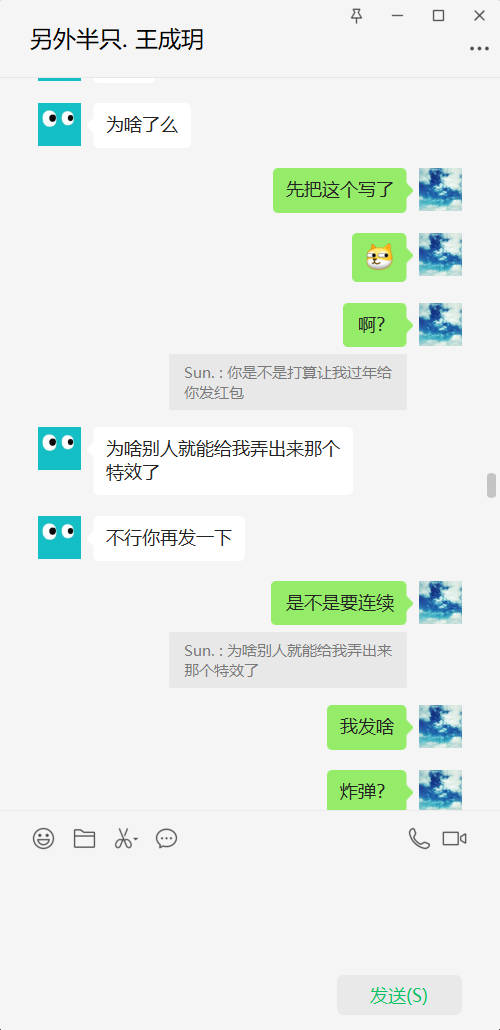 另外半只. 王成玥
为啥了么
先把这个写了
啊?
Sun. : 你是不是打算让我过年给
你发红包
为啥别人就能给我弄出来那个
特效了
不行你再发一下
是不是要连续
Sun. : 为啥别人就能给我弄出来
那个特效了
我发啥
炸弹?
发送(S)